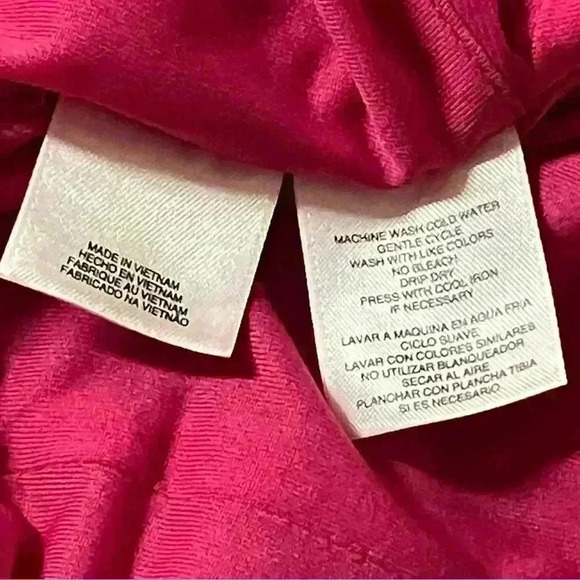 MADE IN VIETNAM
HECHO EN VIETNAM
FABRIQUE AU VIETNAM
FABRICADO NA VIETNÃO
MACHINE WASH COLD WATER
GENTLE CYCLE
WASH WITH LIKE COLORS
NO BLEACH
DRIP DRY
PRESS WITH COOL IRON
IF NECESSARY
LAVAR A MAQUINA EN AGUA FRIA
CICLO SUAVE
LAVAR CON COLORES SIMILARES
NO UTILIZAR BLANQUEADOR
SECAR AL AIRE
PLANCHAR CON PLANCHA TIBIA
SI ES NECESARIO